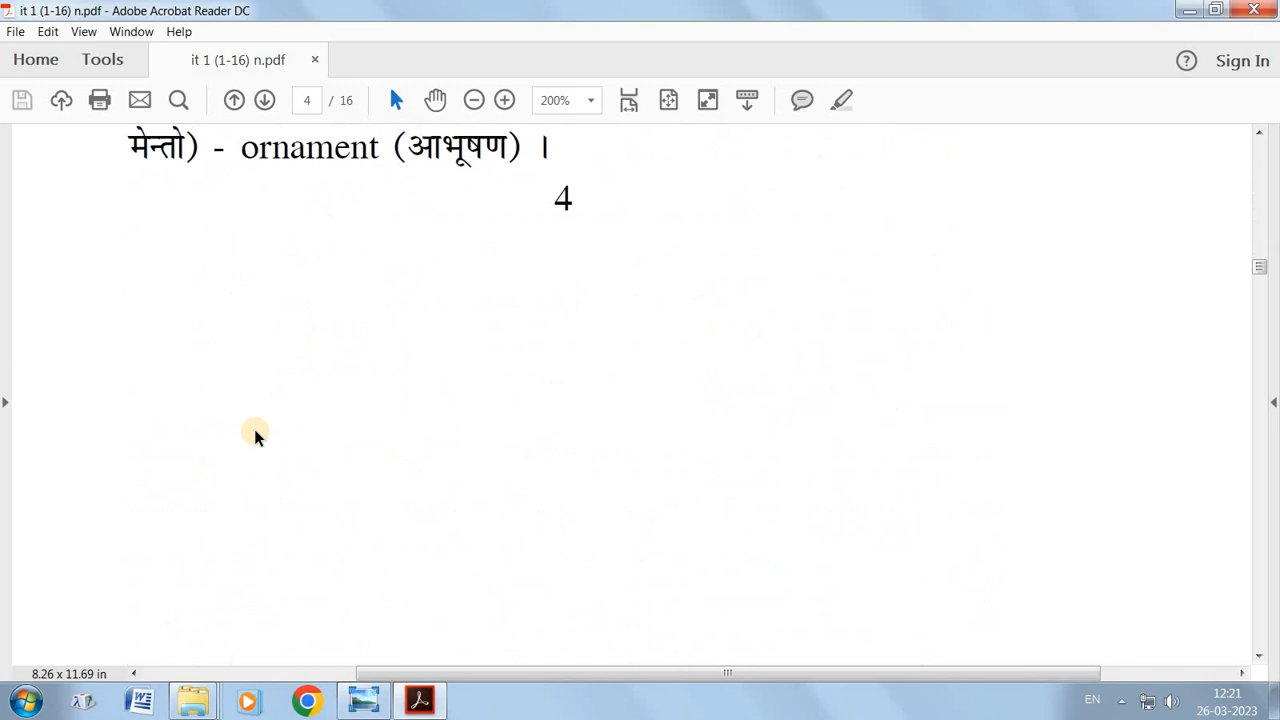 it 1 (1-16) n.pdf - Adobe Acrobat Reader DC
File Edit View Window Help
Home Tools it 1 (1-16) n.pdf × ? Sign In
4 / 16 200%
मेन्तो) - ornament (आभूषण) ।
4
8.26 x 11.69 in
EN 12:21
26-03-2023